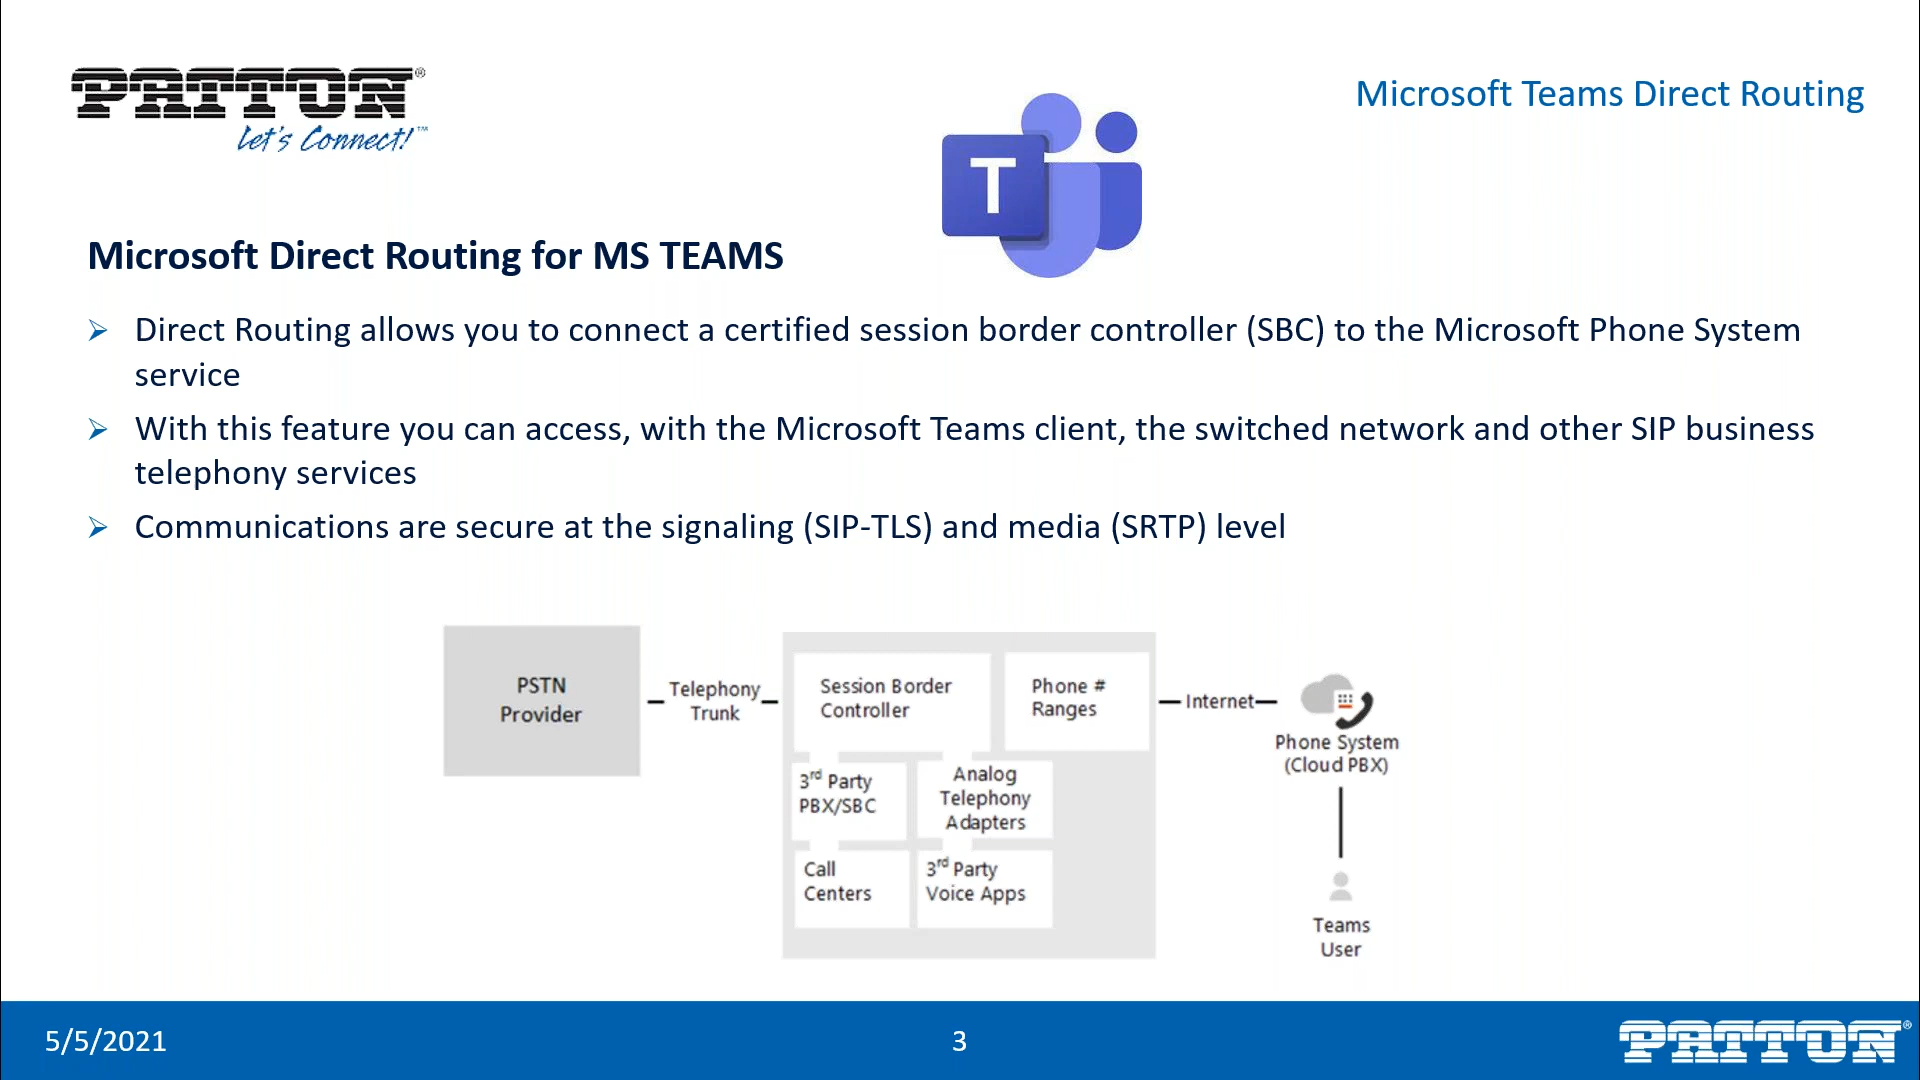 PATTON®
Let's Connect!™
Microsoft Teams Direct Routing
T
Microsoft Direct Routing for MS TEAMS
Direct Routing allows you to connect a certified session border controller (SBC) to the Microsoft Phone System
service
With this feature you can access, with the Microsoft Teams client, the switched network and other SIP business
telephony services
Communications are secure at the signaling (SIP-TLS) and media (SRTP) level
PSTN
Provider
Telephony
Trunk
Session Border
Controller
Phone #
Ranges
3rd Party
PBX/SBC
Analog
Telephony
Adapters
Call
Centers
3rd Party
Voice Apps
Internet
Phone System
(Cloud PBX)
Teams
User
5/5/2021
3
PATTON®